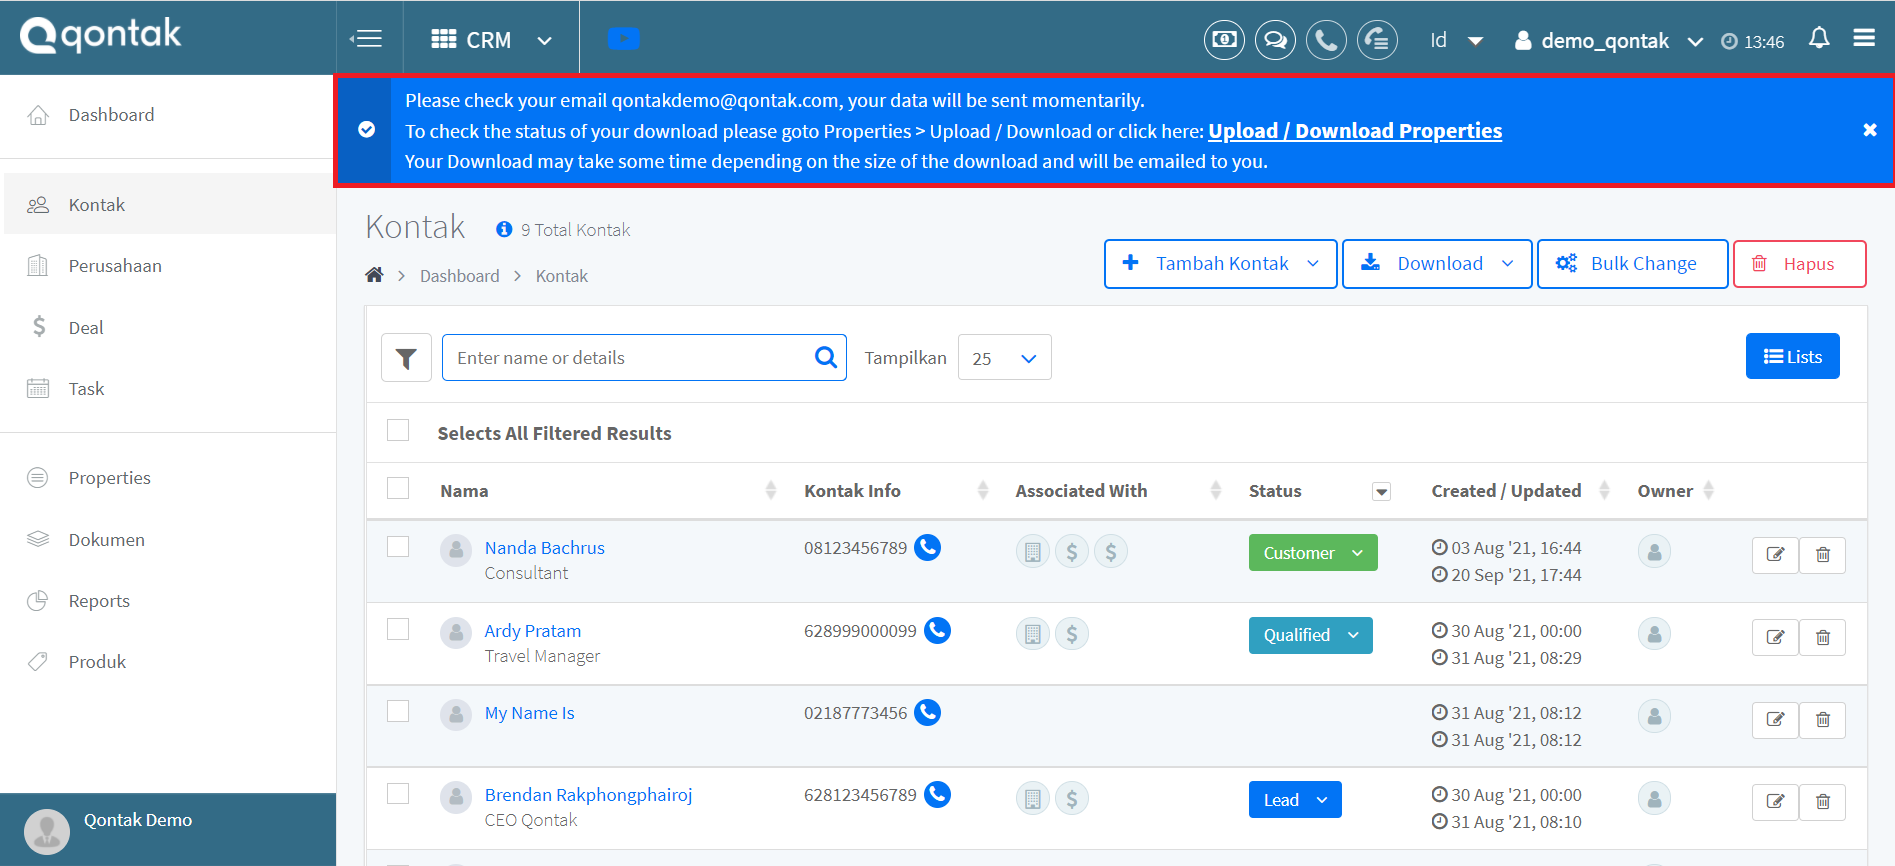 qontak
CRM
Id
demo_qontak
13:46
Please check your email qontakdemo@qontak.com, your data will be sent momentarily.
To check the status of your download please goto Properties > Upload / Download or click here: Upload / Download Properties
Your Download may take some time depending on the size of the download and will be emailed to you.
Dashboard
Kontak
Perusahaan
Deal
Task
Properties
Dokumen
Reports
Produk
Qontak Demo
Kontak
9 Total Kontak
Dashboard > Kontak
Tambah Kontak
Download
Bulk Change
Hapus
Enter name or details
Tampilkan
25
Lists
Selects All Filtered Results
Nama
Kontak Info
Associated With
Status
Created / Updated
Owner
Nanda Bachrus
Consultant
08123456789
Customer
03 Aug '21, 16:44
20 Sep '21, 17:44
Ardy Pratam
Travel Manager
628999000099
Qualified
30 Aug '21, 00:00
31 Aug '21, 08:29
My Name Is
02187773456
31 Aug '21, 08:12
31 Aug '21, 08:12
Brendan Rakphongphairoj
CEO Qontak
628123456789
Lead
30 Aug '21, 00:00
31 Aug '21, 08:10